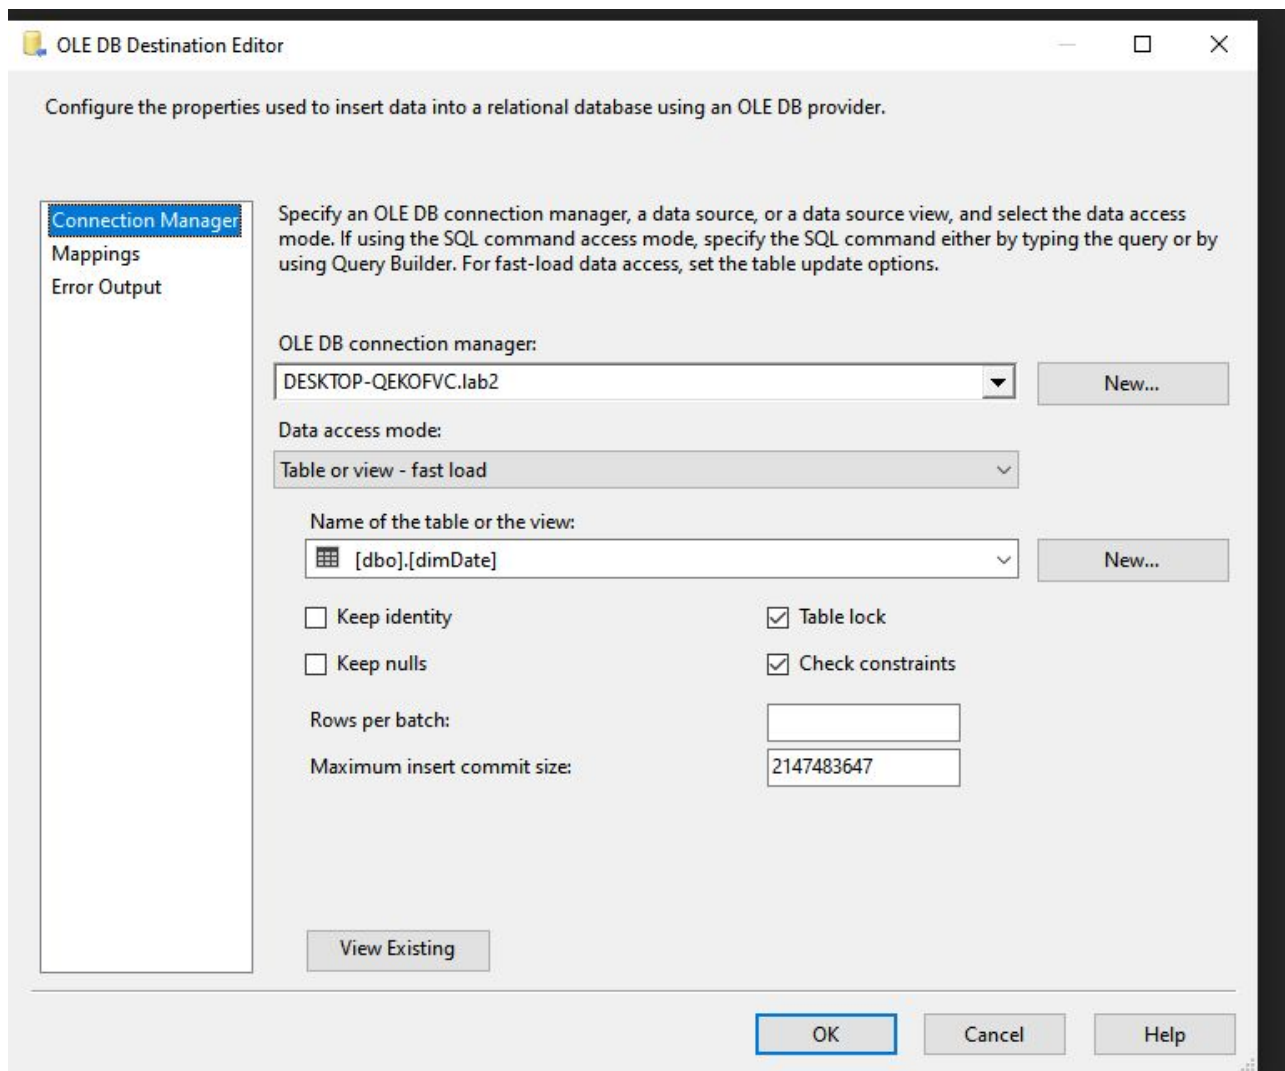 OLE DB Destination Editor
Configure the properties used to insert data into a relational database using an OLE DB provider.
Connection Manager
Mappings
Error Output
Specify an OLE DB connection manager, a data source, or a data source view, and select the data access
mode. If using the SQL command access mode, specify the SQL command either by typing the query or by
using Query Builder. For fast-load data access, set the table update options.
OLE DB connection manager:
DESKTOP-QEKOFVC.lab2
New...
Data access mode:
Table or view - fast load
Name of the table or the view:
[dbo].[dimDate]
New...
Keep identity
Table lock
Keep nulls
Check constraints
Rows per batch:
Maximum insert commit size:
2147483647
View Existing
OK
Cancel
Help